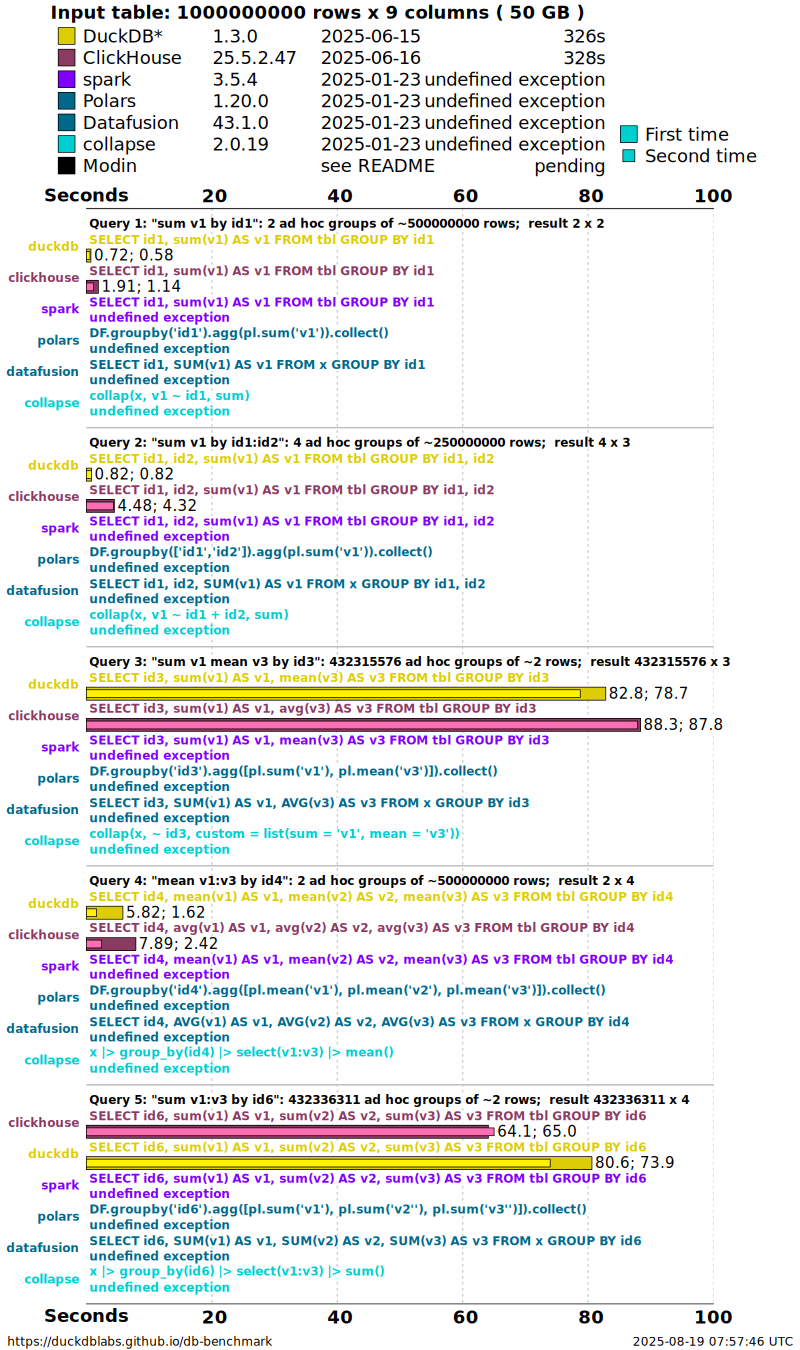 Input table: 1000000000 rows x 9 columns ( 50 GB )
DuckDB* 1.3.0 2025-06-15 326s
ClickHouse 25.5.2.47 2025-06-16 328s
spark 3.5.4 2025-01-23 undefined exception
Polars 1.20.0 2025-01-23 undefined exception
Datafusion 43.1.0 2025-01-23 undefined exception
collapse 2.0.19 2025-01-23 undefined exception
Modin see README pending
First time
Second time
Seconds 20 40 60 80 100
Query 1: "sum v1 by id1": 2 ad hoc groups of ~500000000 rows; result 2 x 2
duckdb SELECT id1, sum(v1) AS v1 FROM tbl GROUP BY id1
0.72; 0.58
clickhouse SELECT id1, sum(v1) AS v1 FROM tbl GROUP BY id1
1.91; 1.14
spark SELECT id1, sum(v1) AS v1 FROM tbl GROUP BY id1
undefined exception
polars DF.groupby('id1').agg(pl.sum('v1')).collect()
undefined exception
datafusion SELECT id1, SUM(v1) AS v1 FROM x GROUP BY id1
undefined exception
collapse collap(x, v1 ~ id1, sum)
undefined exception
Query 2: "sum v1 by id1:id2": 4 ad hoc groups of ~250000000 rows; result 4 x 3
duckdb SELECT id1, id2, sum(v1) AS v1 FROM tbl GROUP BY id1, id2
0.82; 0.82
clickhouse SELECT id1, id2, sum(v1) AS v1 FROM tbl GROUP BY id1, id2
4.48; 4.32
spark SELECT id1, id2, sum(v1) AS v1 FROM tbl GROUP BY id1, id2
undefined exception
polars DF.groupby(['id1','id2']).agg(pl.sum('v1')).collect()
undefined exception
datafusion SELECT id1, id2, SUM(v1) AS v1 FROM x GROUP BY id1, id2
undefined exception
collapse collap(x, v1 ~ id1 + id2, sum)
undefined exception
Query 3: "sum v1 mean v3 by id3": 432315576 ad hoc groups of ~2 rows; result 432315576 x 3
duckdb SELECT id3, sum(v1) AS v1, mean(v3) AS v3 FROM tbl GROUP BY id3
82.8; 78.7
clickhouse SELECT id3, sum(v1) AS v1, avg(v3) AS v3 FROM tbl GROUP BY id3
88.3; 87.8
spark SELECT id3, sum(v1) AS v1, mean(v3) AS v3 FROM tbl GROUP BY id3
undefined exception
polars DF.groupby('id3').agg([pl.sum('v1'), pl.mean('v3')]).collect()
undefined exception
datafusion SELECT id3, SUM(v1) AS v1, AVG(v3) AS v3 FROM x GROUP BY id3
undefined exception
collapse collap(x, ~ id3, custom = list(sum = 'v1', mean = 'v3'))
undefined exception
Query 4: "mean v1:v3 by id4": 2 ad hoc groups of ~500000000 rows; result 2 x 4
duckdb SELECT id4, mean(v1) AS v1, mean(v2) AS v2, mean(v3) AS v3 FROM tbl GROUP BY id4
5.82; 1.62
clickhouse SELECT id4, avg(v1) AS v1, avg(v2) AS v2, avg(v3) AS v3 FROM tbl GROUP BY id4
7.89; 2.42
spark SELECT id4, mean(v1) AS v1, mean(v2) AS v2, mean(v3) AS v3 FROM tbl GROUP BY id4
undefined exception
polars DF.groupby('id4').agg([pl.mean('v1'), pl.mean('v2'), pl.mean('v3')]).collect()
undefined exception
datafusion SELECT id4, AVG(v1) AS v1, AVG(v2) AS v2, AVG(v3) AS v3 FROM x GROUP BY id4
undefined exception
collapse x |> group_by(id4) |> select(v1:v3) |> mean()
undefined exception
Query 5: "sum v1:v3 by id6": 432336311 ad hoc groups of ~2 rows; result 432336311 x 4
clickhouse SELECT id6, sum(v1) AS v1, sum(v2) AS v2, sum(v3) AS v3 FROM tbl GROUP BY id6
64.1; 65.0
duckdb SELECT id6, sum(v1) AS v1, sum(v2) AS v2, sum(v3) AS v3 FROM tbl GROUP BY id6
80.6; 73.9
spark SELECT id6, sum(v1) AS v1, sum(v2) AS v2, sum(v3) AS v3 FROM tbl GROUP BY id6
undefined exception
polars DF.groupby('id6').agg([pl.sum('v1'), pl.sum('v2''), pl.sum('v3'')]).collect()
undefined exception
datafusion SELECT id6, SUM(v1) AS v1, SUM(v2) AS v2, SUM(v3) AS v3 FROM x GROUP BY id6
undefined exception
collapse x |> group_by(id6) |> select(v1:v3) |> sum()
undefined exception
Seconds 20 40 60 80 100
https://duckdblabs.github.io/db-benchmark 2025-08-19 07:57:46 UTC